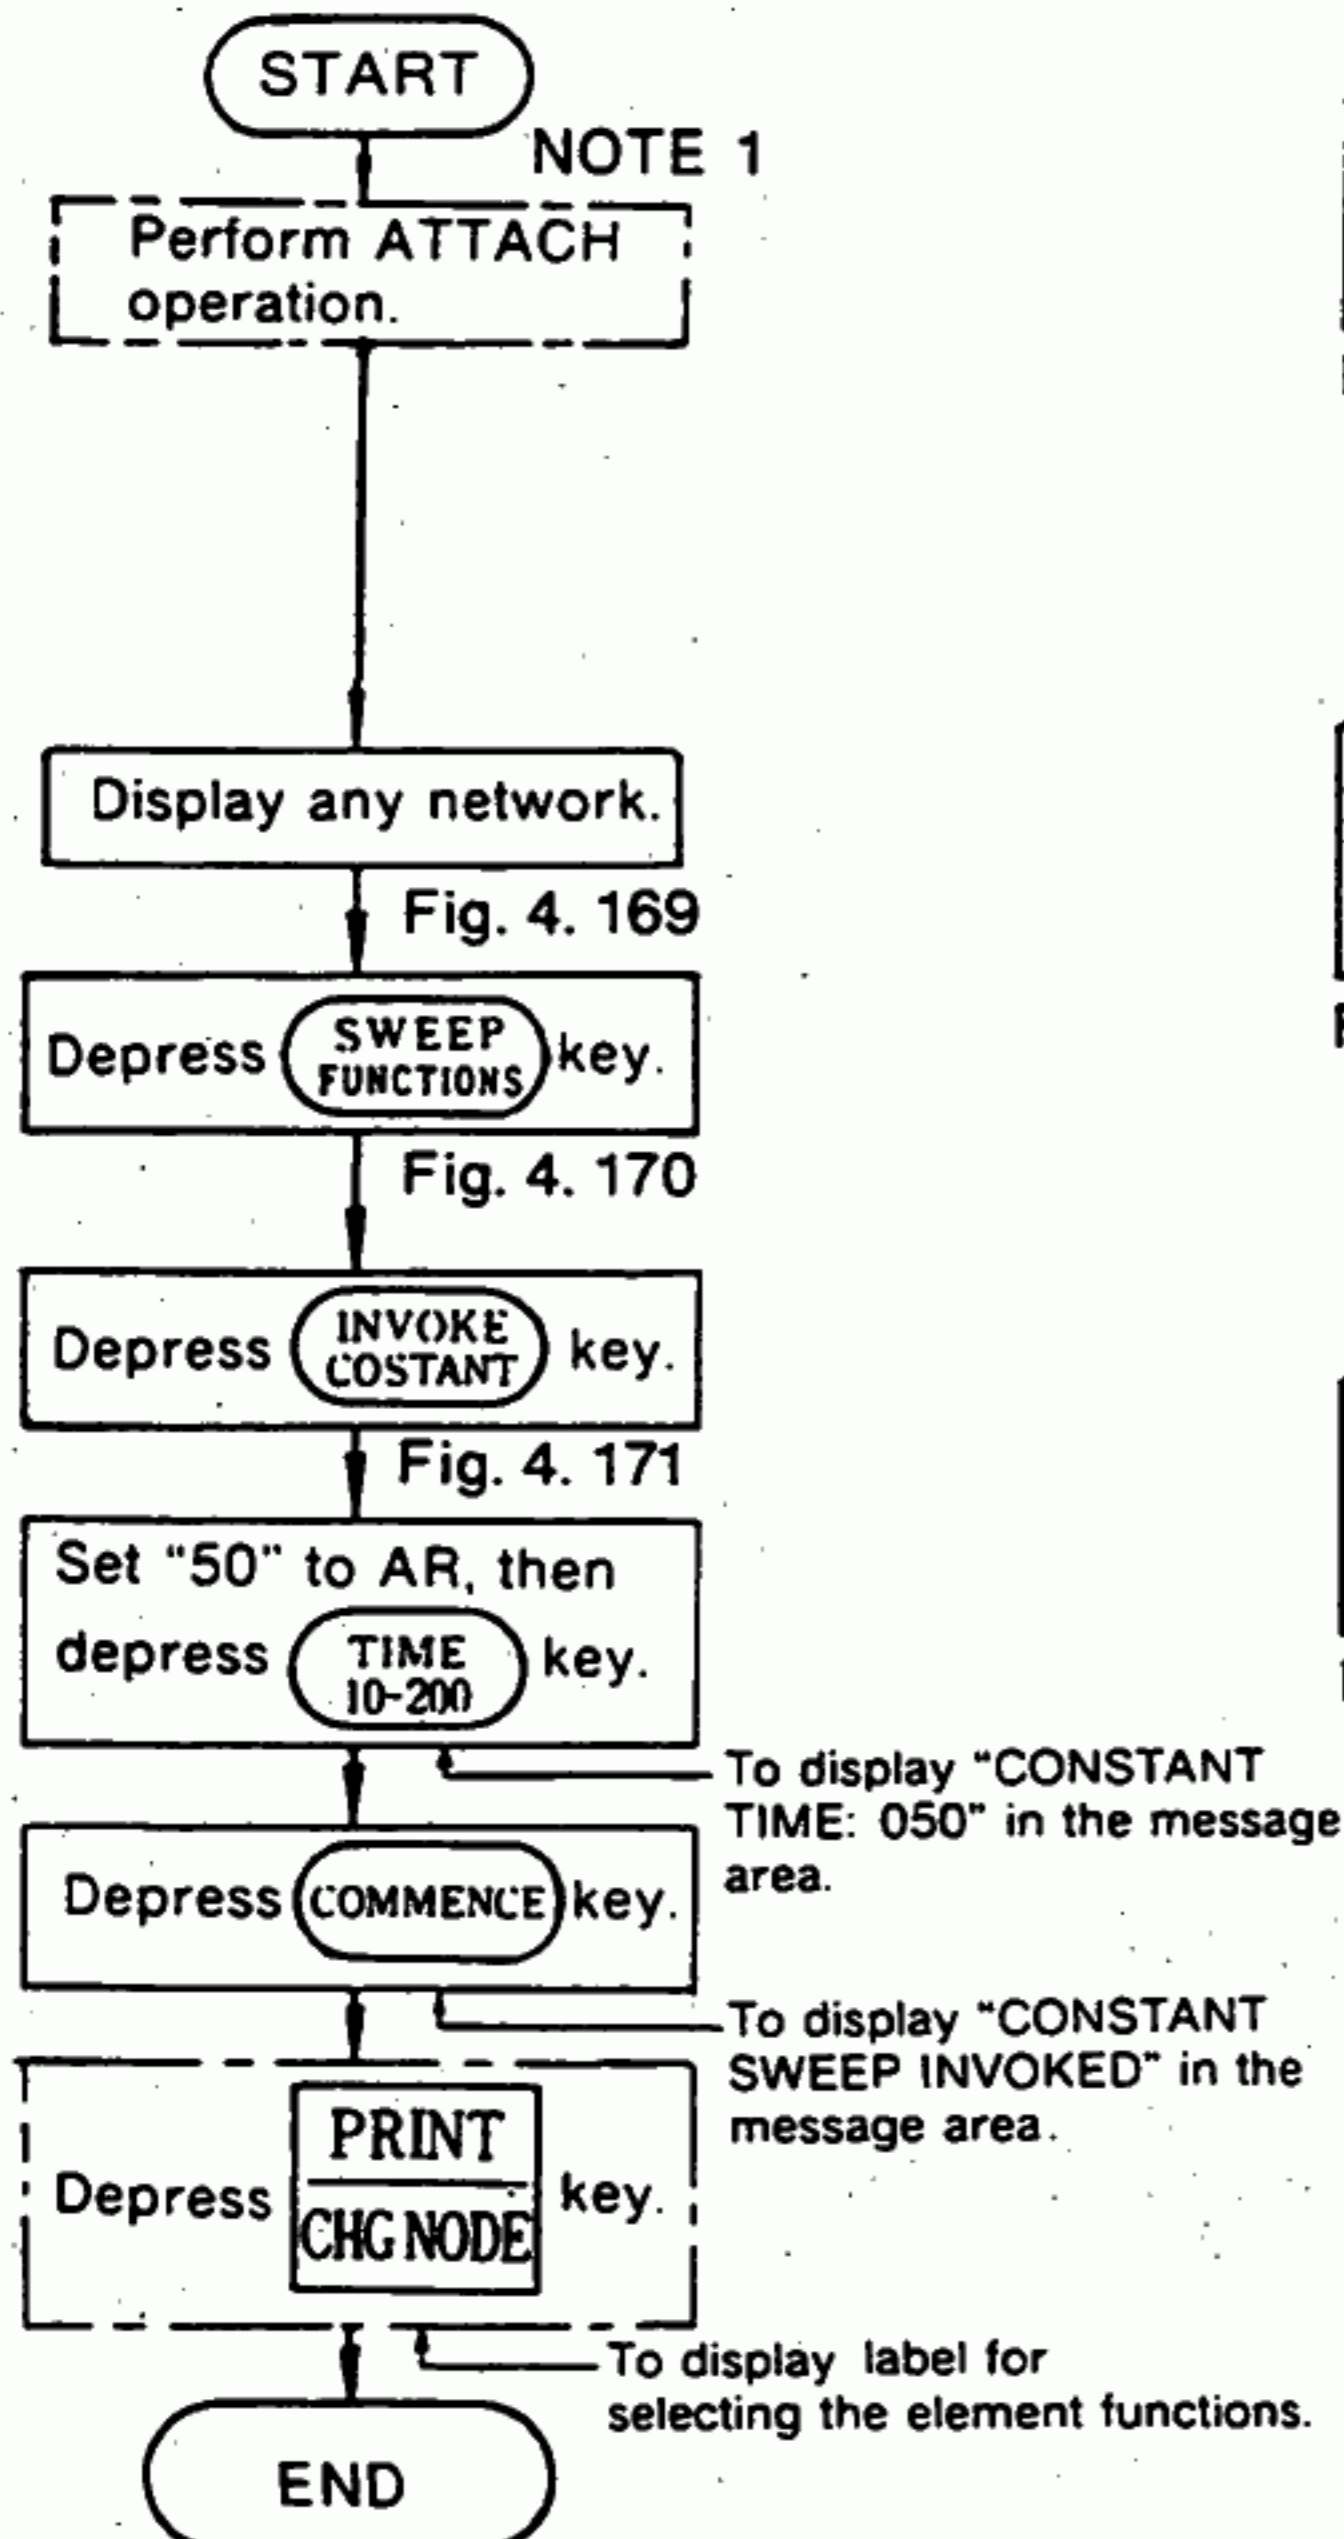 START
NOTE 1
Perform ATTACH
operation.
Display any network.
Fig. 4. 169
Depress SWEEP FUNCTIONS key.
Fig. 4. 170
Depress INVOKE COSTANT key.
Fig. 4. 171
Set "50" to AR, then
depress TIME 10-200 key.
To display "CONSTANT
TIME: 050" in the message
area.
Depress COMMENCE key.
To display "CONSTANT
SWEEP INVOKED" in the
message area.
Depress PRINT CHG NODE key.
To display label for
selecting the element functions.
END